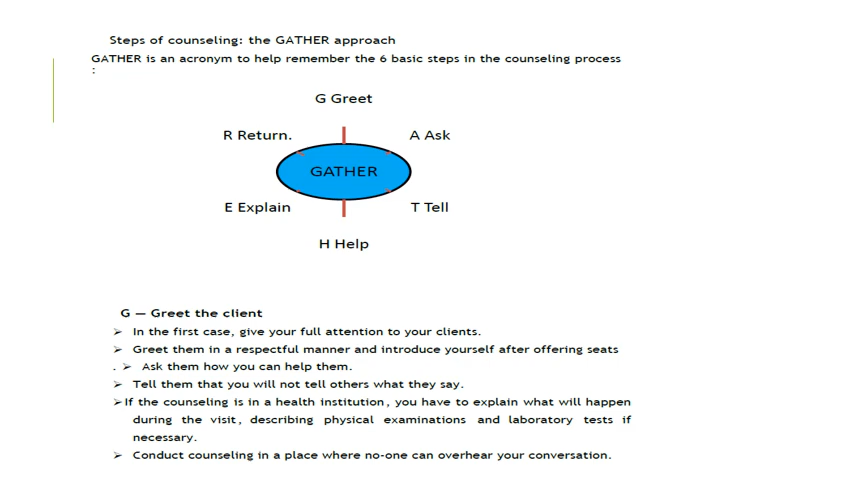 Steps of counseling: the GATHER approach
GATHER is an acronym to help remember the 6 basic steps in the counseling process
:
G Greet
R Return.
A Ask
GATHER
E Explain
T Tell
H Help
G — Greet the client
➢ In the first case, give your full attention to your clients.
➢ Greet them in a respectful manner and introduce yourself after offering seats
. ➢ Ask them how you can help them.
➢ Tell them that you will not tell others what they say.
➢If the counseling is in a health institution, you have to explain what will happen
during the visit, describing physical examinations and laboratory tests if
necessary.
➢ Conduct counseling in a place where no-one can overhear your conversation.